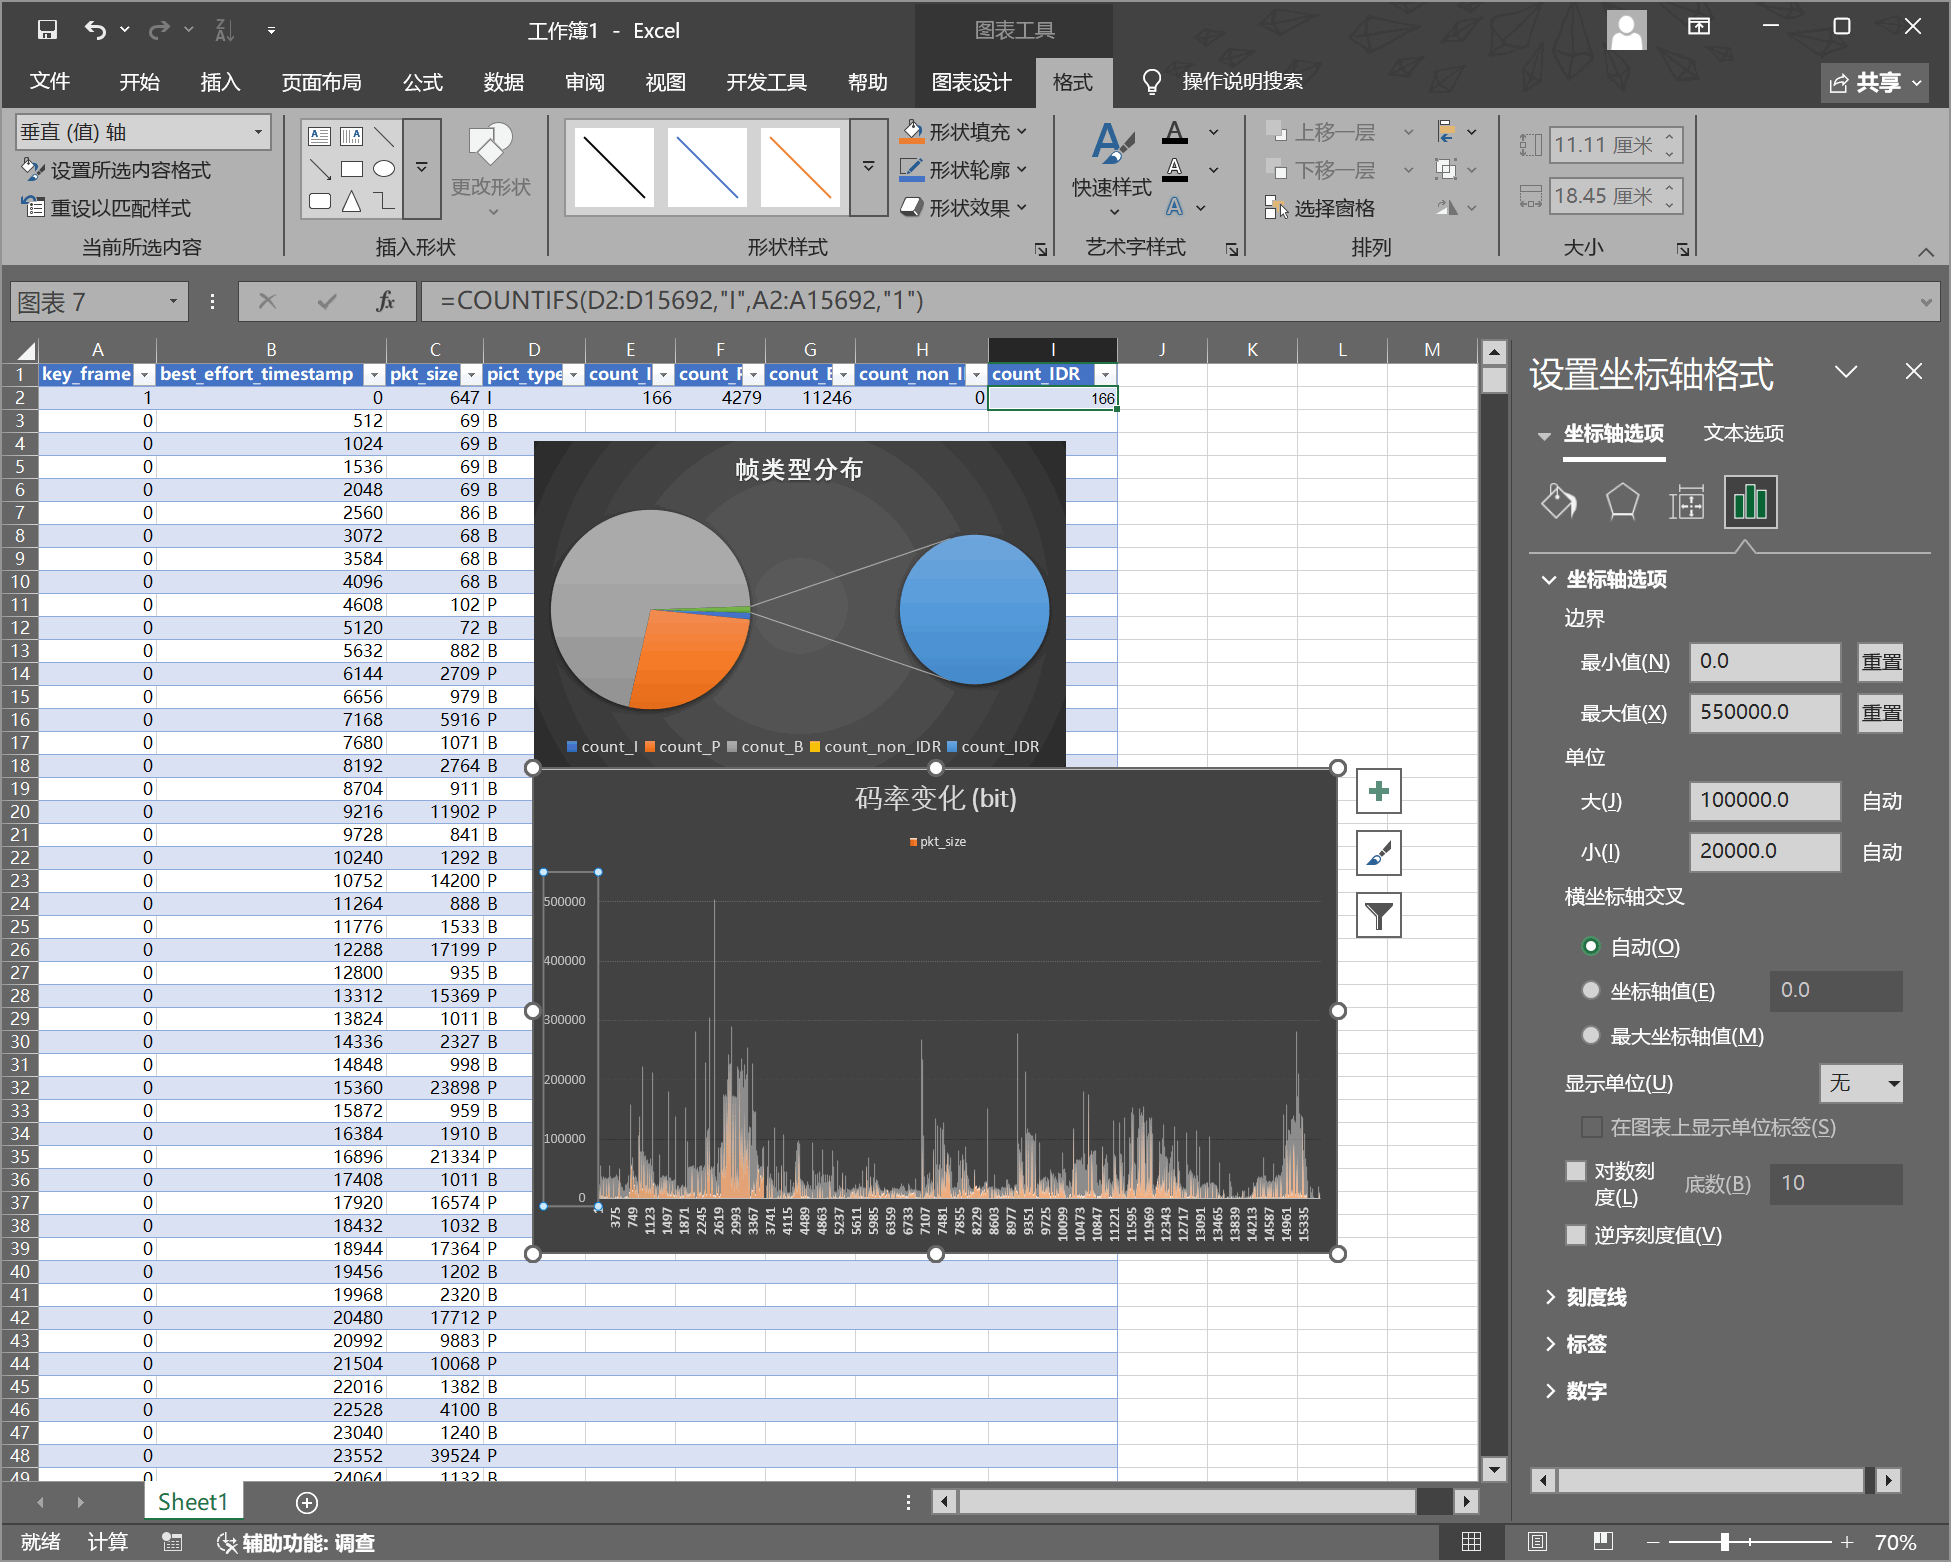 工作簿1 - Excel
图表工具
文件 开始 插入 页面布局 公式 数据 审阅 视图 开发工具 帮助 图表设计 格式 操作说明搜索 共享
垂直 (值) 轴
设置所选内容格式
重设以匹配样式
当前所选内容
更改形状
插入形状
形状填充
形状轮廓
形状效果
形状样式
快速样式
艺术字样式
上移一层
下移一层
选择窗格
排列
11.11 厘米
18.45 厘米
大小
图表 7
fx
=COUNTIFS(D2:D15692,"I",A2:A15692,"1")
A B C D E F G H I J K L M
1 key_frame best_effort_timestamp pkt_size pict_type count_I count_P conut_B count_non_I count_IDR
2 1 0 647 I 166 4279 11246 0 166
3 0 512 69 B
4 0 1024 69 B
5 0 1536 69 B
6 0 2048 69 B
7 0 2560 86 B
8 0 3072 68 B
9 0 3584 68 B
10 0 4096 68 B
11 0 4608 102 P
12 0 5120 72 B
13 0 5632 882 B
14 0 6144 2709 P
15 0 6656 979 B
16 0 7168 5916 P
17 0 7680 1071 B
18 0 8192 2764 B
19 0 8704 911 B
20 0 9216 11902 P
21 0 9728 841 B
22 0 10240 1292 B
23 0 10752 14200 P
24 0 11264 888 B
25 0 11776 1533 B
26 0 12288 17199 P
27 0 12800 935 B
28 0 13312 15369 P
29 0 13824 1011 B
30 0 14336 2327 B
31 0 14848 998 B
32 0 15360 23898 P
33 0 15872 959 B
34 0 16384 1910 B
35 0 16896 21334 P
36 0 17408 1011 B
37 0 17920 16574 P
38 0 18432 1032 B
39 0 18944 17364 P
40 0 19456 1202 B
41 0 19968 2320 B
42 0 20480 17712 P
43 0 20992 9883 P
44 0 21504 10068 P
45 0 22016 1382 B
46 0 22528 4100 B
47 0 23040 1240 B
48 0 23552 39524 P
49 0 24064 1132 B
帧类型分布
count_I count_P conut_B count_non_IDR count_IDR
码率变化 (bit)
pkt_size
500000
400000
300000
200000
100000
0
375 749 1123 1497 1871 2245 2619 2993 3367 3741 4115 4489 4863 5237 5611 5985 6359 6733 7107 7481 7855 8229 8603 8977 9351 9725 10099 10473 10847 11221 11595 11969 12343 12717 13091 13465 13839 14213 14587 14961 15335
设置坐标轴格式
坐标轴选项 文本选项
坐标轴选项
边界
最小值(N) 0.0 重置
最大值(X) 550000.0 重置
单位
大(J) 100000.0 自动
小(I) 20000.0 自动
横坐标轴交叉
自动(O)
坐标轴值(E) 0.0
最大坐标轴值(M)
显示单位(U) 无
在图表上显示单位标签(S)
对数刻度(L) 底数(B) 10
逆序刻度值(V)
刻度线
标签
数字
Sheet1
就绪 计算 辅助功能: 调查 70%